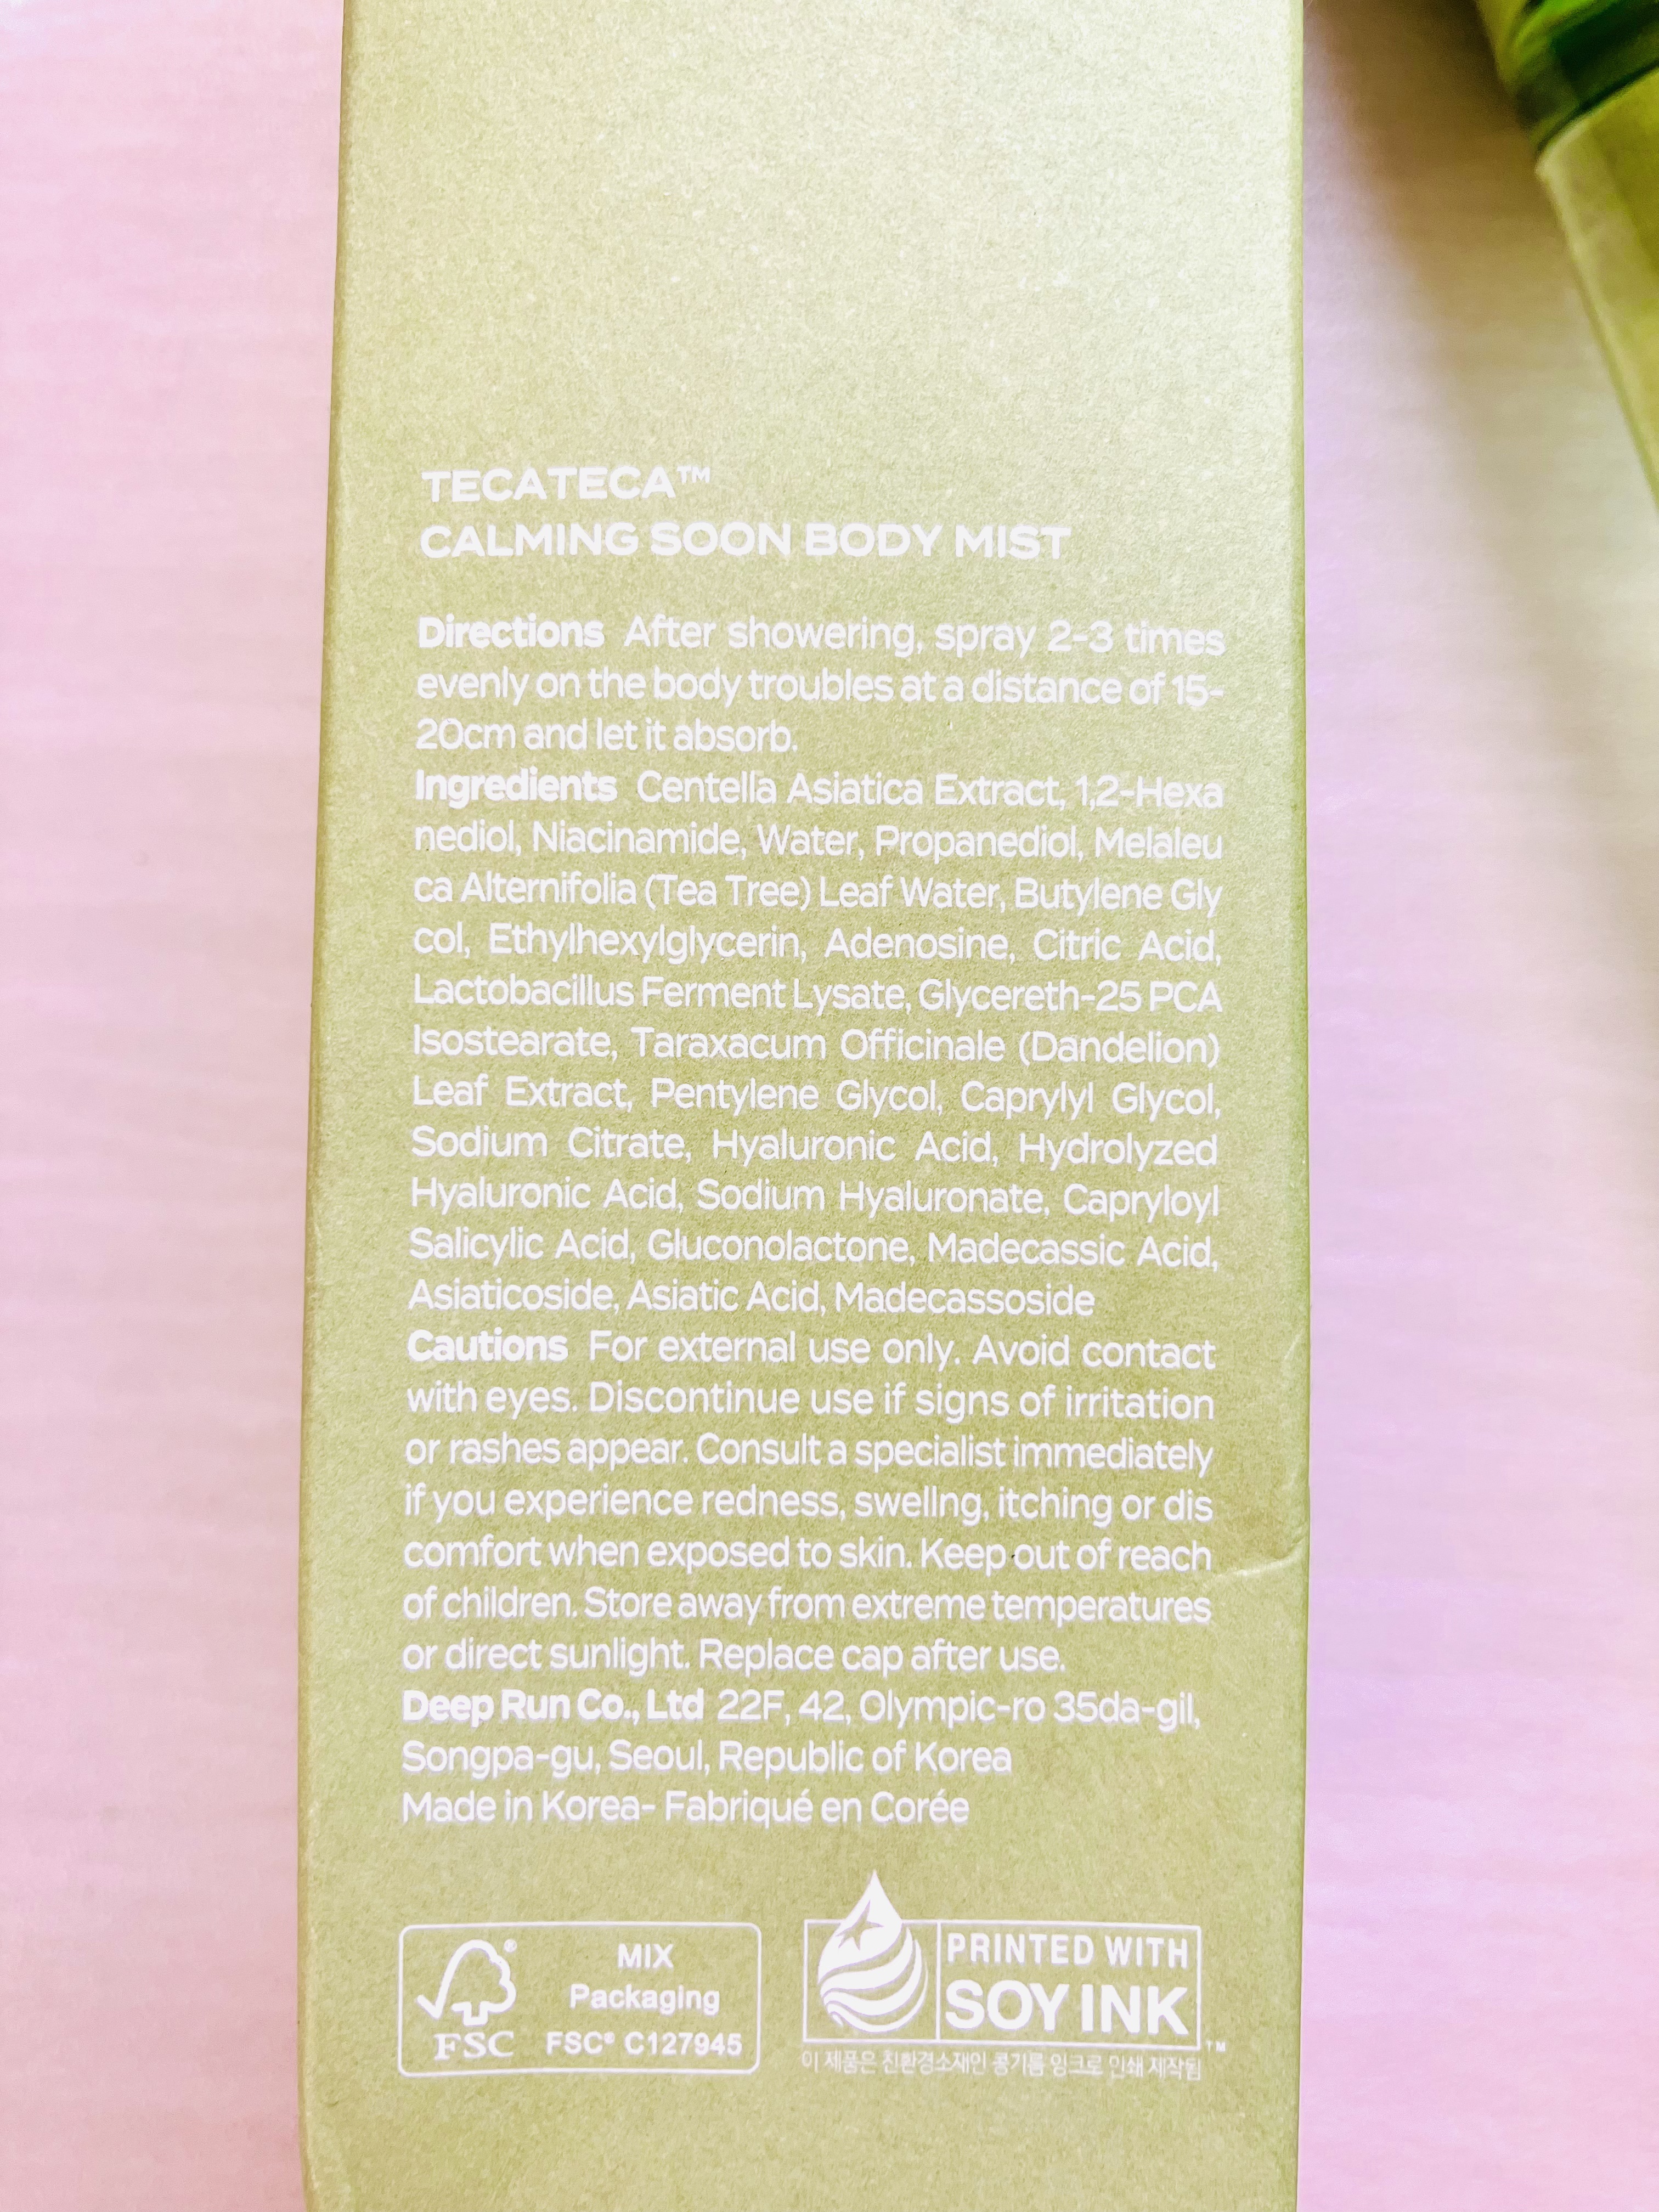 TECATECA™
CALMING SOON BODY MIST
Directions After showering, spray 2-3 times
evenly on the body troubles at a distance of 15-
20cm and let it absorb.
Ingredients Centella Asiatica Extract, 1,2-Hexa
nediol, Niacinamide, Water, Propanediol, Melaleu
ca Alternifolia (Tea Tree) Leaf Water, Butylene Gly
col, Ethylhexylglycerin, Adenosine, Citric Acid,
Lactobacillus Ferment Lysate, Glycereth-25 PCA
Isostearate, Taraxacum Officinale (Dandelion)
Leaf Extract, Pentylene Glycol, Caprylyl Glycol,
Sodium Citrate, Hyaluronic Acid, Hydrolyzed
Hyaluronic Acid, Sodium Hyaluronate, Capryloyl
Salicylic Acid, Gluconolactone, Madecassic Acid,
Asiaticoside, Asiatic Acid, Madecassoside
Cautions For external use only. Avoid contact
with eyes. Discontinue use if signs of irritation
or rashes appear. Consult a specialist immediately
if you experience redness, swellng, itching or dis
comfort when exposed to skin. Keep out of reach
of children. Store away from extreme temperatures
or direct sunlight. Replace cap after use.
Deep Run Co., Ltd 22F, 42, Olympic-ro 35da-gil,
Songpa-gu, Seoul, Republic of Korea
Made in Korea- Fabriqué en Corée
FSC®
MIX
Packaging
FSC® C127945
PRINTED WITH
SOY INK™
이 제품은 친환경소재인 콩기름 잉크로 인쇄 제작됨